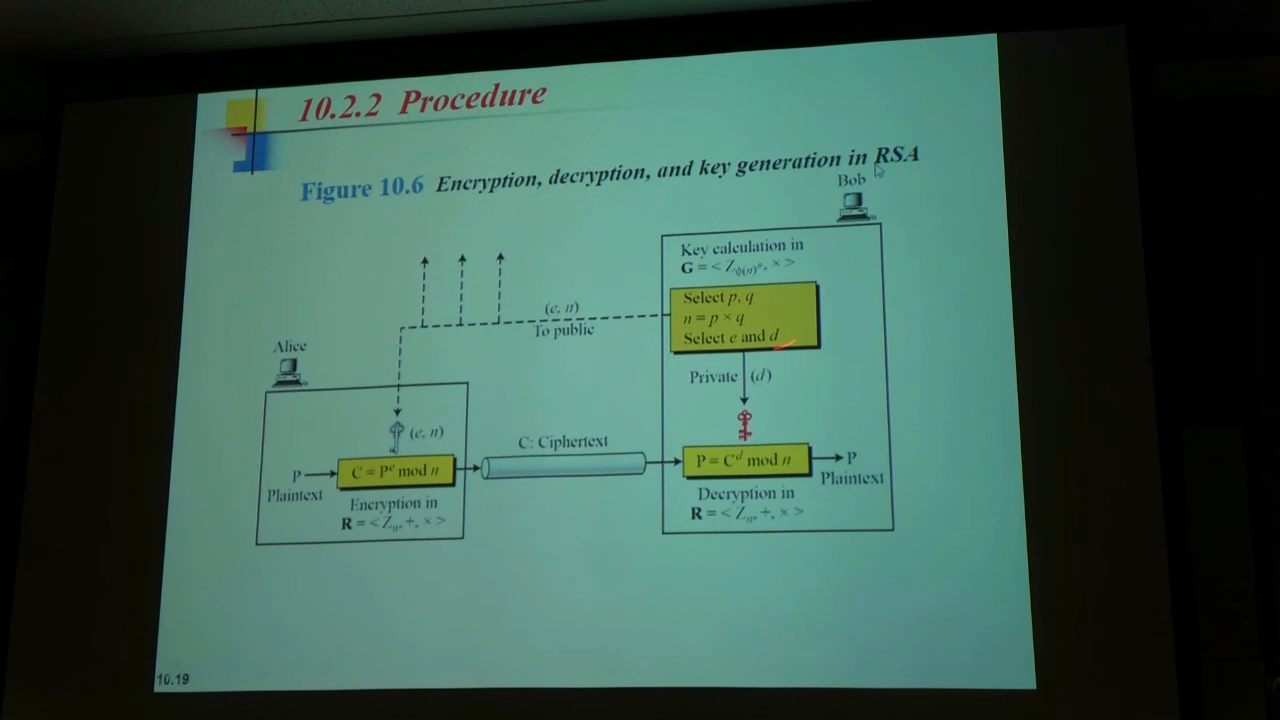 10.2.2 Procedure
Figure 10.6 Encryption, decryption, and key generation in RSA
Bob
Key calculation in
G = < Zϕ(n)*, × >
Select p, q
n = p × q
Select e and d
(e, n)
To public
Private (d)
Alice
(e, n)
P
Plaintext
C = Pᵉ mod n
Encryption in
R = < Zn, +, × >
C: Ciphertext
P = Cᵈ mod n
P
Plaintext
Decryption in
R = < Zn, +, × >
10.19